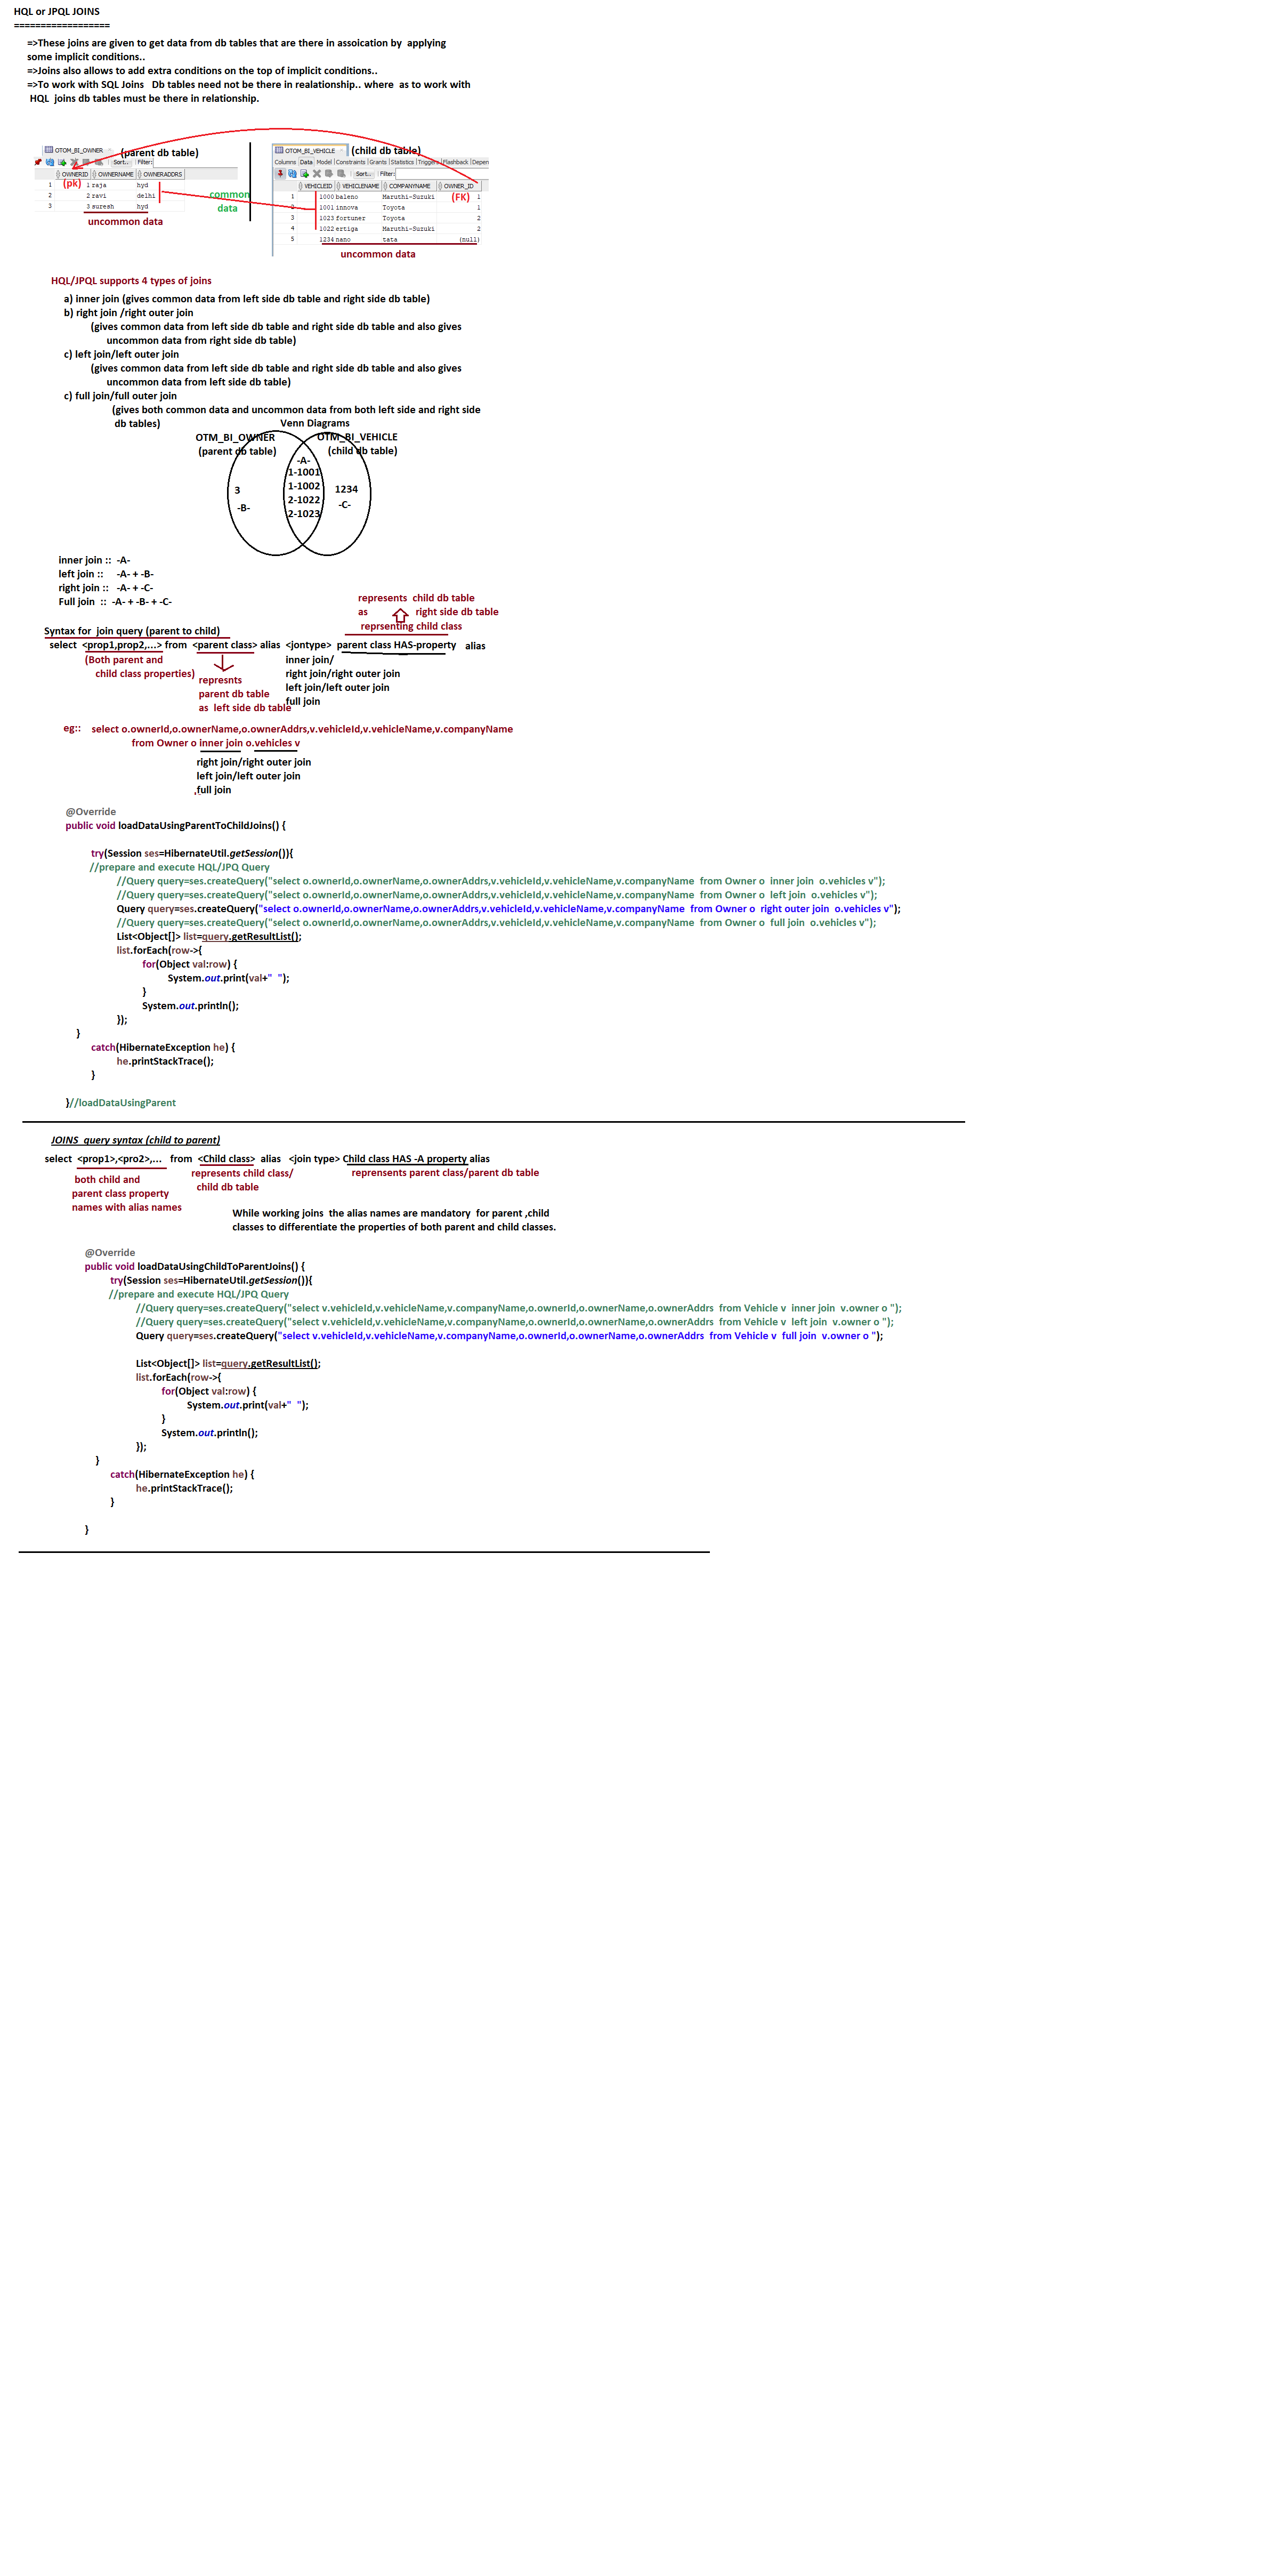 HQL or JPQL JOINS
==================
=>These joins are given to get data from db tables that are there in assoication by  applying
some implicit conditions..
=>Joins also allows to add extra conditions on the top of implicit conditions..
=>To work with SQL Joins   Db tables need not be there in realationship.. where  as to work with
HQL  joins db tables must be there in relationship.
OTOM_BI_OWNER (parent db table)
Sort.. Filter:
OWNERID OWNERNAME OWNERADDRS
(pk)
1 1 raja hyd
2 2 ravi delhi
3 3 suresh hyd
uncommon data
common
data
OTOM_BI_VEHICLE (child db table)
Columns Data Model Constraints Grants Statistics Triggers Flashback Depen
Sort.. Filter:
VEHICLEID VEHICLENAME COMPANYNAME OWNER_ID
(FK)
1 1000 baleno Maruthi-Suzuki 1
2 1001 innova Toyota 1
3 1023 fortuner Toyota 2
4 1022 ertiga Maruthi-Suzuki 2
5 1234 nano tata (null)
uncommon data
HQL/JPQL supports 4 types of joins
a) inner join (gives common data from left side db table and right side db table)
b) right join /right outer join
(gives common data from left side db table and right side db table and also gives
uncommon data from right side db table)
c) left join/left outer join
(gives common data from left side db table and right side db table and also gives
uncommon data from left side db table)
c) full join/full outer join
(gives both common data and uncommon data from both left side and right side
db tables)
Venn Diagrams
OTM_BI_OWNER
(parent db table)
OTM_BI_VEHICLE
(child db table)
-A-
1-1001
1-1002
2-1022
2-1023
3
-B-
1234
-C-
inner join ::  -A-
left join ::    -A- + -B-
right join ::   -A- + -C-
Full join  ::  -A- + -B- + -C-
represents  child db table
as right side db table
reprsenting child class
Syntax for  join query (parent to child)
select  <prop1,prop2,...> from  <parent class> alias  <jontype>  parent class HAS-property   alias
(Both parent and
child class properties)
represnts
parent db table
as  left side db table
inner join/
right join/right outer join
left join/left outer join
full join
eg::   select o.ownerId,o.ownerName,o.ownerAddrs,v.vehicleId,v.vehicleName,v.companyName
from Owner o inner join o.vehicles v
right join/right outer join
left join/left outer join
,full join
@Override
public void loadDataUsingParentToChildJoins() {
try(Session ses=HibernateUtil.getSession()){
//prepare and execute HQL/JPQ Query
//Query query=ses.createQuery("select o.ownerId,o.ownerName,o.ownerAddrs,v.vehicleId,v.vehicleName,v.companyName  from Owner o  inner join  o.vehicles v");
//Query query=ses.createQuery("select o.ownerId,o.ownerName,o.ownerAddrs,v.vehicleId,v.vehicleName,v.companyName  from Owner o  left join  o.vehicles v");
Query query=ses.createQuery("select o.ownerId,o.ownerName,o.ownerAddrs,v.vehicleId,v.vehicleName,v.companyName  from Owner o  right outer join  o.vehicles v");
//Query query=ses.createQuery("select o.ownerId,o.ownerName,o.ownerAddrs,v.vehicleId,v.vehicleName,v.companyName  from Owner o  full join  o.vehicles v");
List<Object[]> list=query.getResultList();
list.forEach(row->{
for(Object val:row) {
System.out.print(val+"  ");
}
System.out.println();
});
}
catch(HibernateException he) {
he.printStackTrace();
}
}//loadDataUsingParent
JOINS  query syntax (child to parent)
select  <prop1>,<pro2>,...   from  <Child class>  alias   <join type> Child class HAS -A property alias
both child and
parent class property
names with alias names
represents child class/
child db table
reprensents parent class/parent db table
While working joins  the alias names are mandatory  for parent ,child
classes to differentiate the properties of both parent and child classes.
@Override
public void loadDataUsingChildToParentJoins() {
try(Session ses=HibernateUtil.getSession()){
//prepare and execute HQL/JPQ Query
//Query query=ses.createQuery("select v.vehicleId,v.vehicleName,v.companyName,o.ownerId,o.ownerName,o.ownerAddrs  from Vehicle v  inner join  v.owner o ");
//Query query=ses.createQuery("select v.vehicleId,v.vehicleName,v.companyName,o.ownerId,o.ownerName,o.ownerAddrs  from Vehicle v  left join  v.owner o ");
Query query=ses.createQuery("select v.vehicleId,v.vehicleName,v.companyName,o.ownerId,o.ownerName,o.ownerAddrs  from Vehicle v  full join  v.owner o ");
List<Object[]> list=query.getResultList();
list.forEach(row->{
for(Object val:row) {
System.out.print(val+"  ");
}
System.out.println();
});
}
catch(HibernateException he) {
he.printStackTrace();
}
}